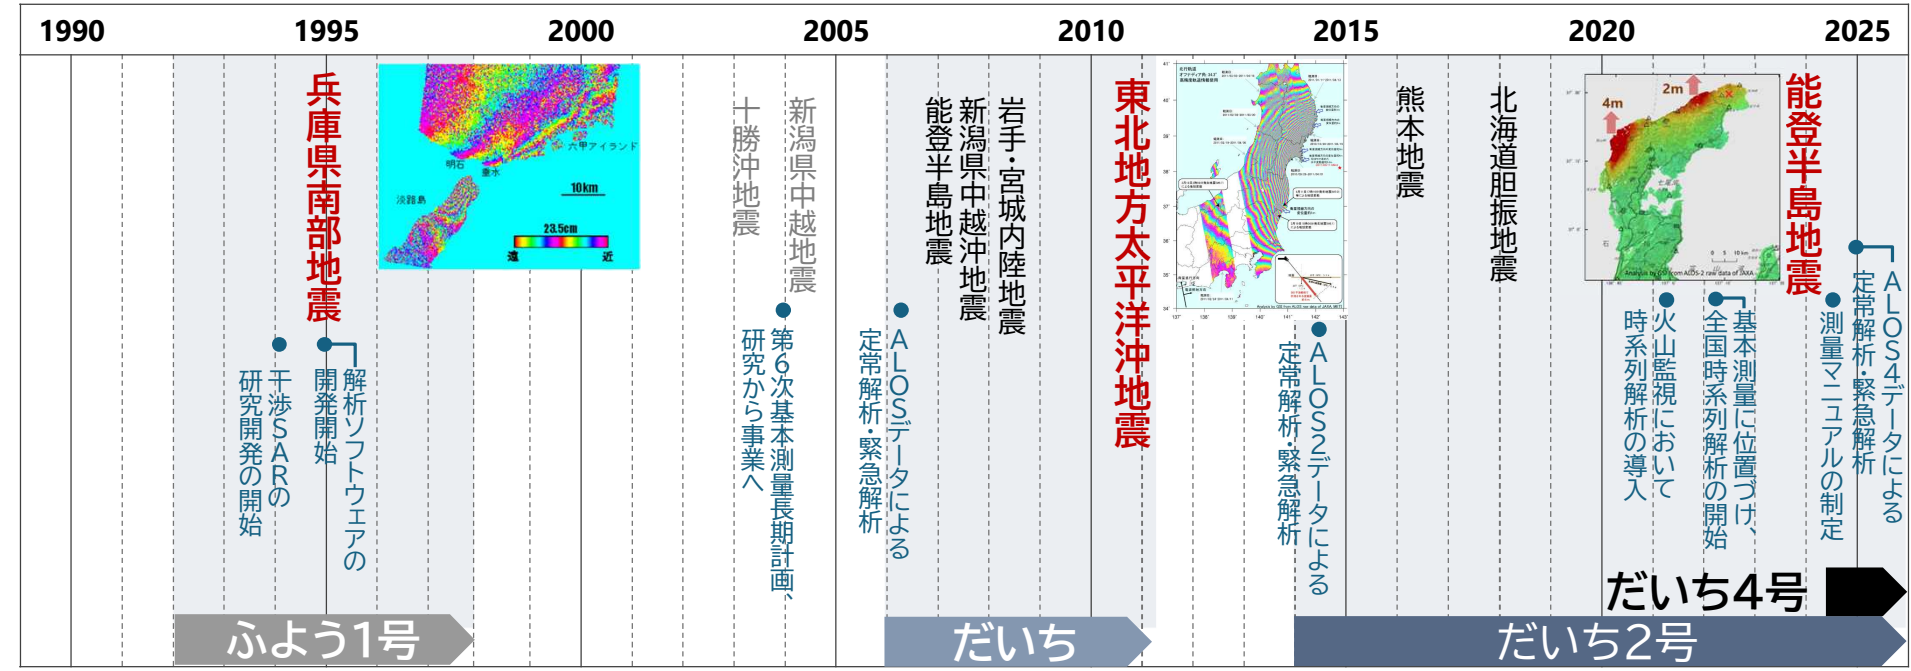 1990
1995
2000
2005
2010
2015
2020
2025
兵庫県南部地震
明石
垂水
六甲アイランド
淡路島
10km
23.5cm
遠
近
十勝沖地震
新潟県中越地震
能登半島地震
新潟県中越沖地震
岩手・宮城内陸地震
東北地方太平洋沖地震
熊本地震
北海道胆振地震
4m
2m
Analysis by GSI from ALOS-2 raw data of JAXA
能登半島地震
干渉SARの
研究開発の開始
解析ソフトウェアの
開発開始
第6次基本測量長期計画、
研究から事業へ
ALOSデータによる
定常解析・緊急解析
ALOS2データによる
定常解析・緊急解析
火山監視において
時系列解析の導入
基本測量に位置づけ、
全国時系列解析の開始
測量マニュアルの制定
ALOS4データによる
定常解析・緊急解析
ふよう1号
だいち
だいち2号
だいち4号